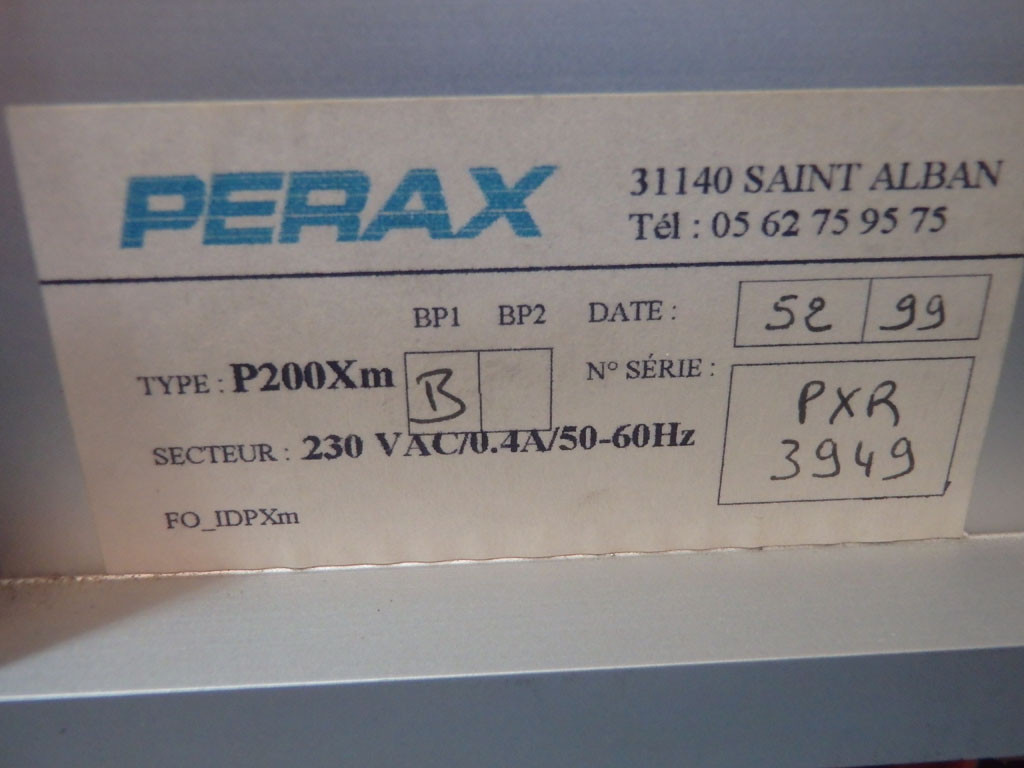 PERAX
31140 SAINT ALBAN
Tél : 05 62 75 95 75
BP1 BP2 DATE : 52 99
TYPE : P200Xm B N° SÉRIE : PXR
3949
SECTEUR : 230 VAC/0.4A/50-60Hz
FO_IDPXm